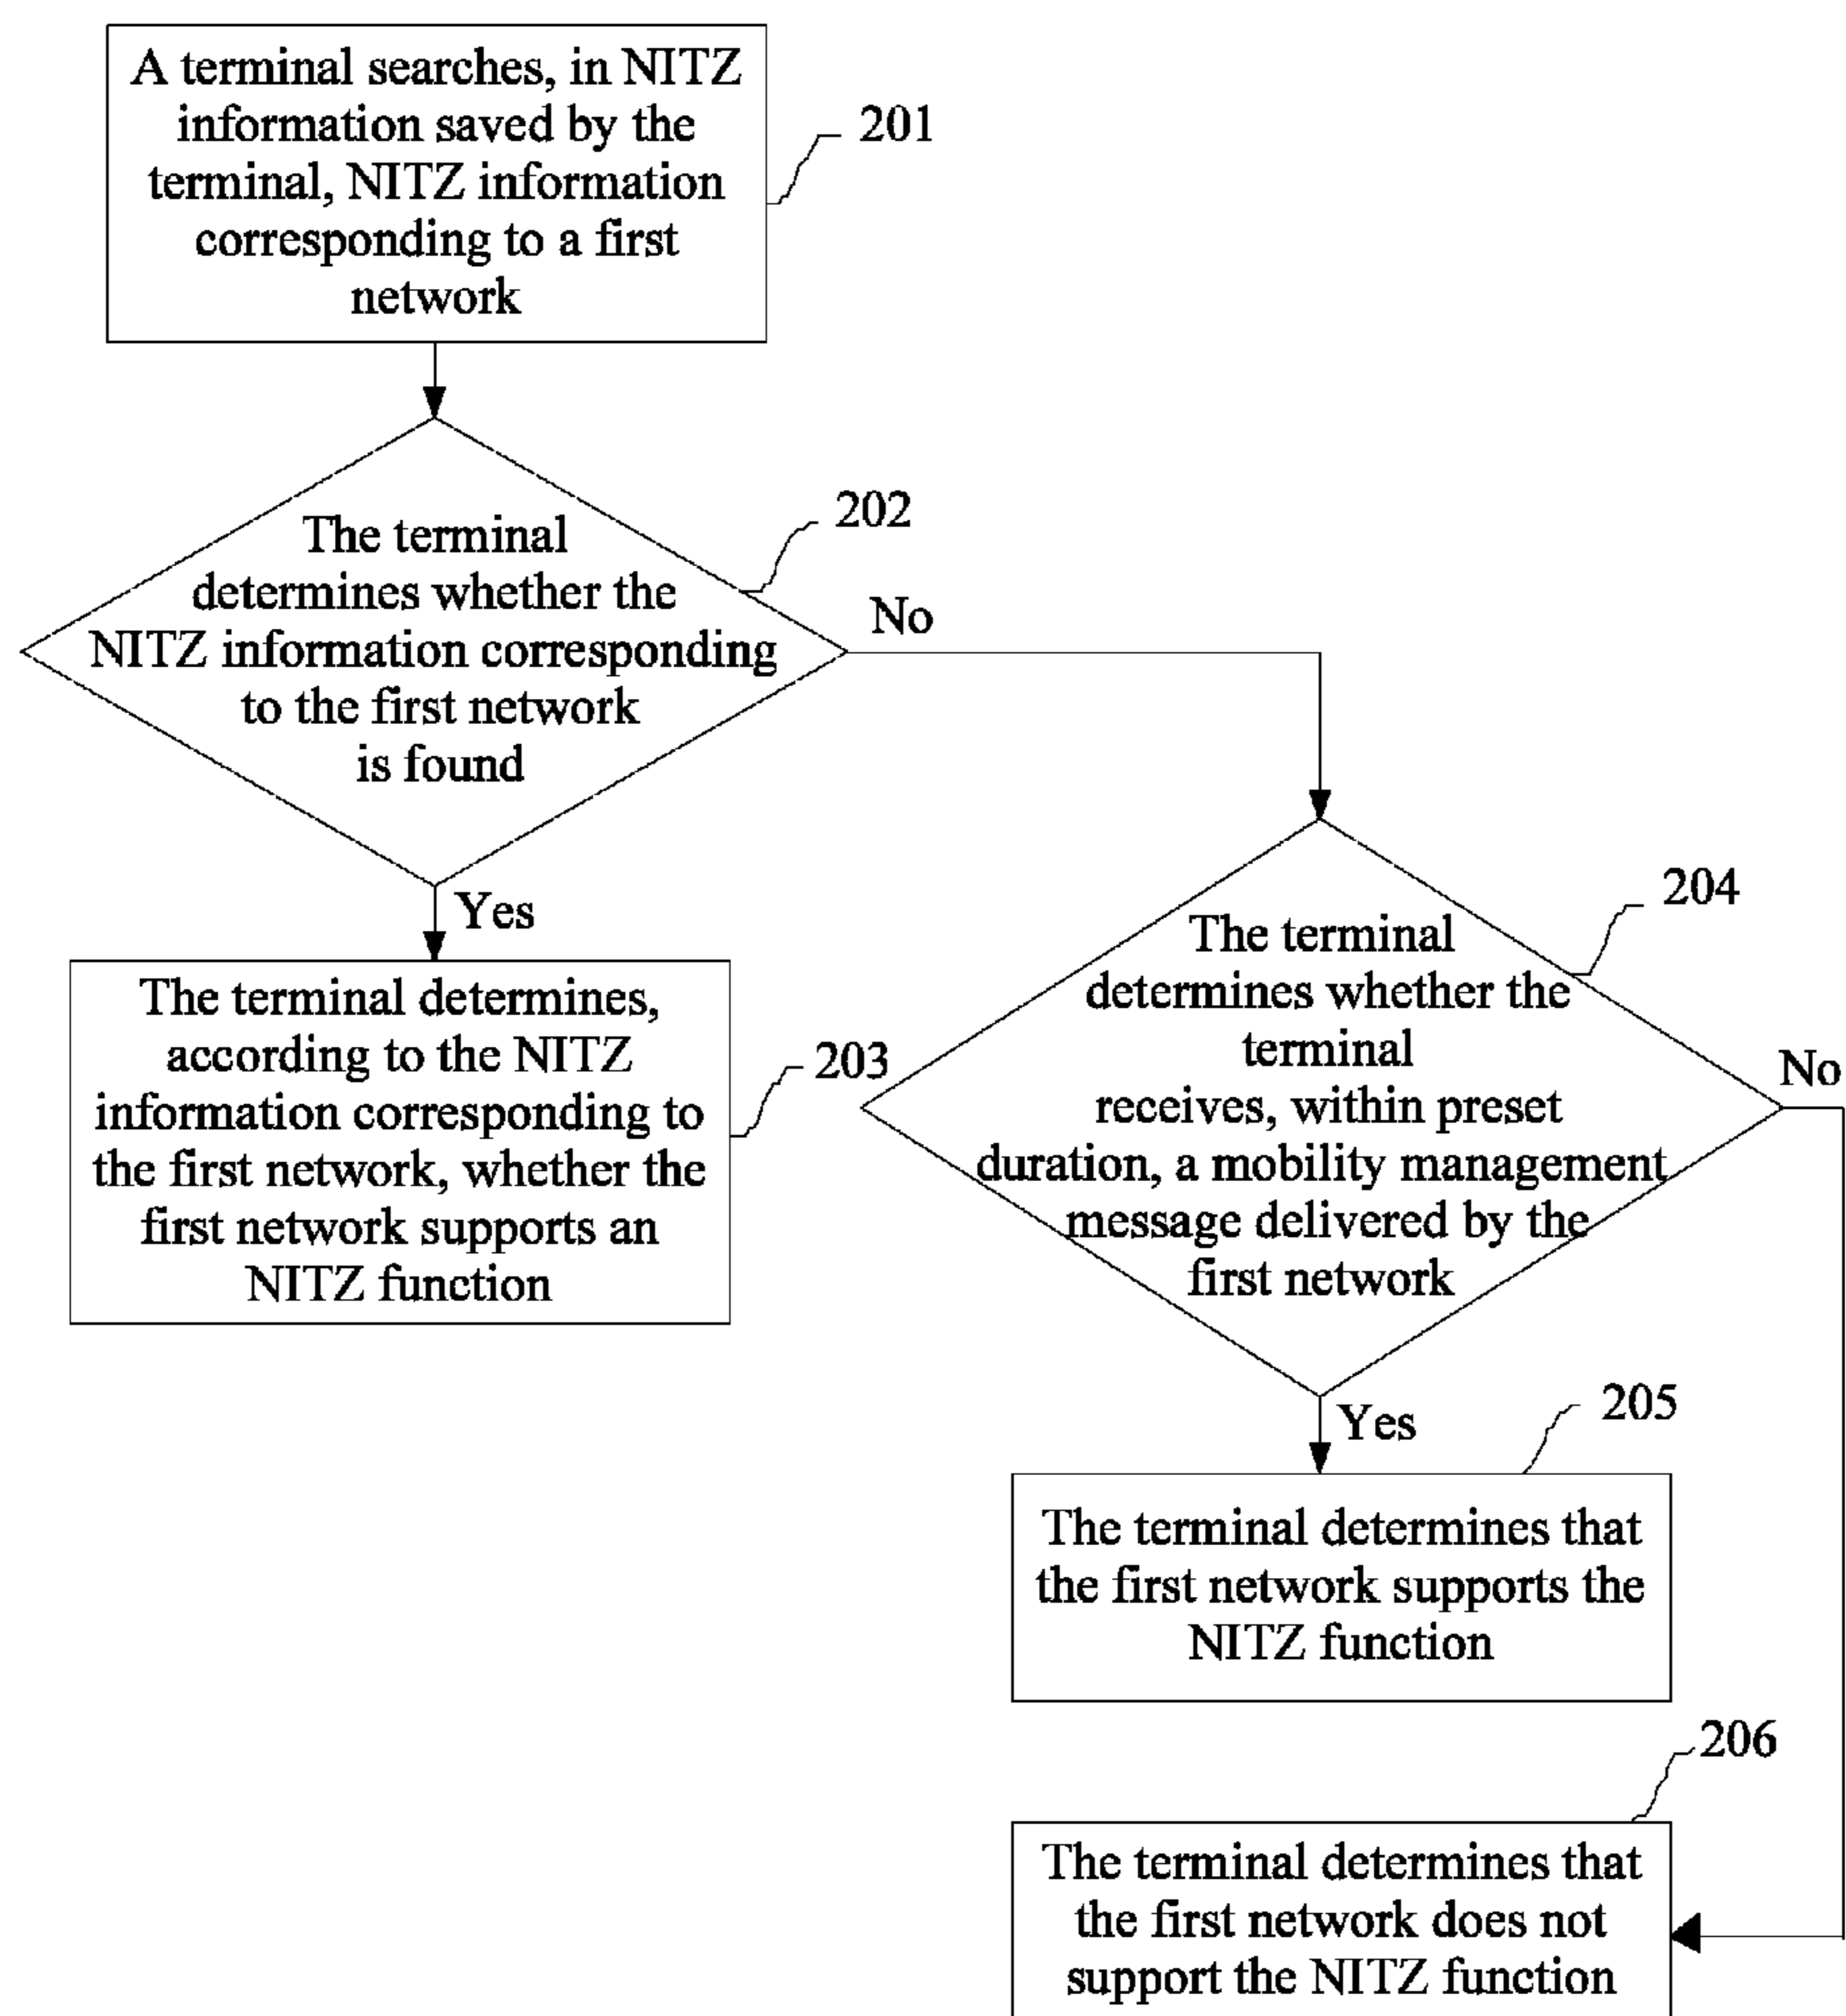 A terminal searches, in NITZ
information saved by the
terminal, NITZ information
corresponding to a first
network
201
The terminal
determines whether the
NITZ information corresponding
to the first network
is found
202
No
Yes
The terminal determines,
according to the NITZ
information corresponding to
the first network, whether the
first network supports an
NITZ function
203
The terminal
determines whether the
terminal
receives, within preset
duration, a mobility management
message delivered by the
first network
204
No
Yes
205
The terminal determines that
the first network supports the
NITZ function
206
The terminal determines that
the first network does not
support the NITZ function